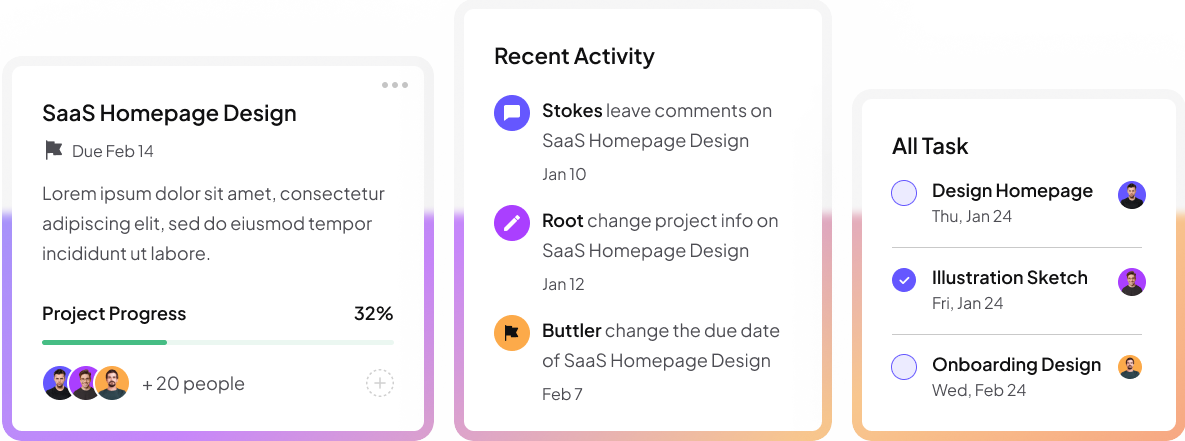 SaaS Homepage Design
Due Feb 14
Lorem ipsum dolor sit amet, consectetur
adipiscing elit, sed do eiusmod tempor
incididunt ut labore.
Project Progress 32%
+ 20 people
Recent Activity
Stokes leave comments on
SaaS Homepage Design
Jan 10
Root change project info on
SaaS Homepage Design
Jan 12
Buttler change the due date
of SaaS Homepage Design
Feb 7
All Task
Design Homepage
Thu, Jan 24
Illustration Sketch
Fri, Jan 24
Onboarding Design
Wed, Feb 24